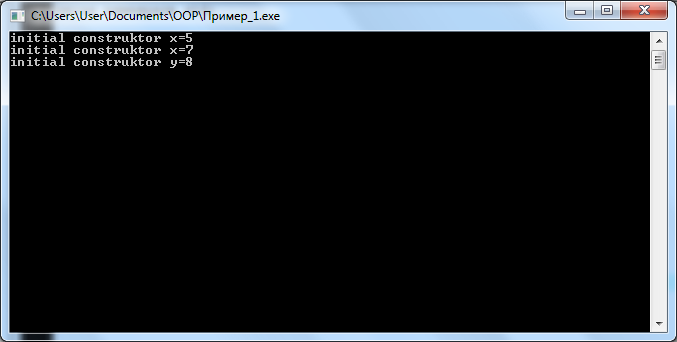 C:\Users\User\Documents\OOP\Пример_1.exe
initial construktor x=5
initial construktor x=7
initial construktor y=8